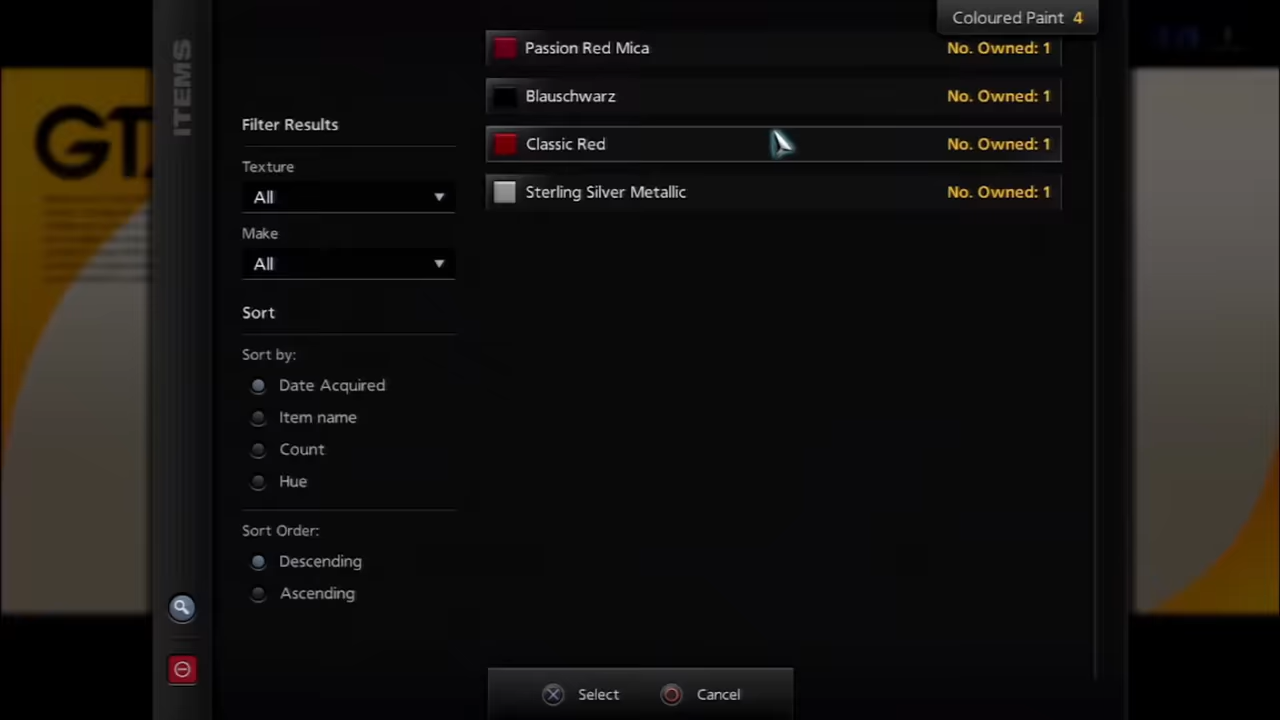 Coloured Paint 4
ITEMS
GT
Filter Results
Texture
All
Make
All
Sort
Sort by:
Date Acquired
Item name
Count
Hue
Sort Order:
Descending
Ascending
Passion Red Mica No. Owned: 1
Blauschwarz No. Owned: 1
Classic Red No. Owned: 1
Sterling Silver Metallic No. Owned: 1
Select Cancel